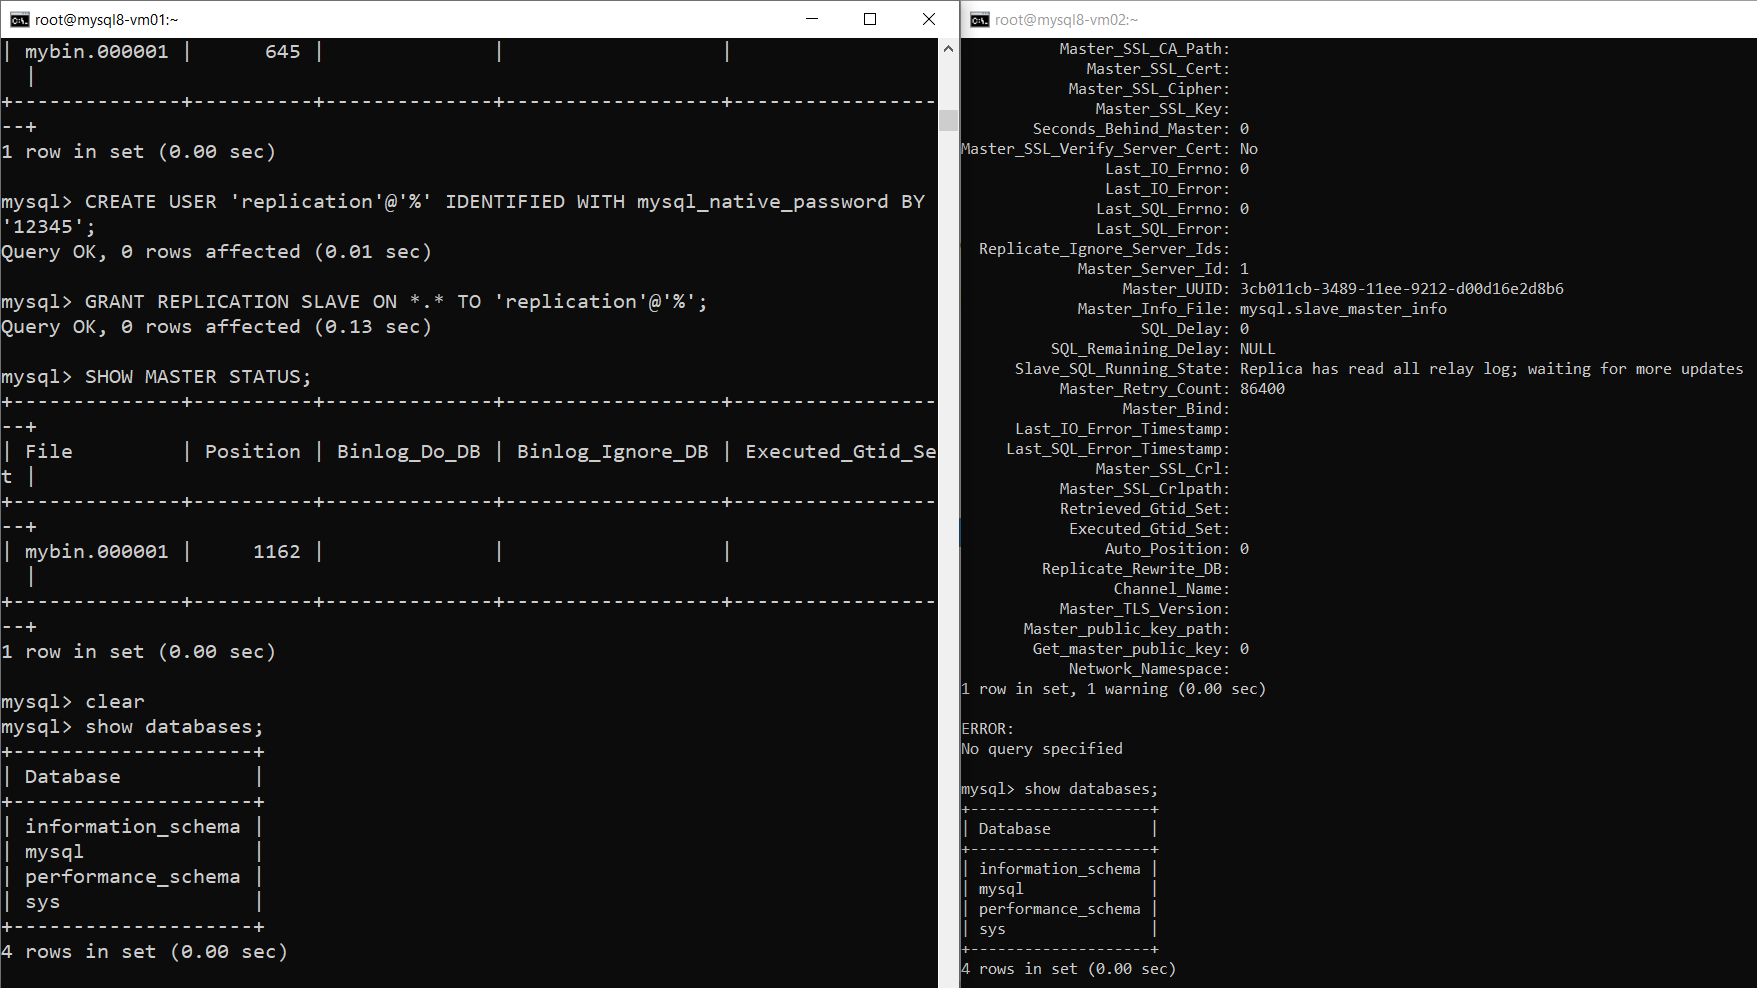 root@mysql8-vm01:~
| mybin.000001 |      645 |              |                  |
  |
+--------------+----------+--------------+------------------+-----------------
--+
1 row in set (0.00 sec)

mysql> CREATE USER 'replication'@'%' IDENTIFIED WITH mysql_native_password BY
'12345';
Query OK, 0 rows affected (0.01 sec)

mysql> GRANT REPLICATION SLAVE ON *.* TO 'replication'@'%';
Query OK, 0 rows affected (0.13 sec)

mysql> SHOW MASTER STATUS;
+--------------+----------+--------------+------------------+-----------------
--+
| File         | Position | Binlog_Do_DB | Binlog_Ignore_DB | Executed_Gtid_Se
t |
+--------------+----------+--------------+------------------+-----------------
--+
| mybin.000001 |     1162 |              |                  |
  |
+--------------+----------+--------------+------------------+-----------------
--+
1 row in set (0.00 sec)

mysql> clear
mysql> show databases;
+--------------------+
| Database           |
+--------------------+
| information_schema |
| mysql              |
| performance_schema |
| sys                |
+--------------------+
4 rows in set (0.00 sec)

root@mysql8-vm02:~
           Master_SSL_CA_Path:
              Master_SSL_Cert:
            Master_SSL_Cipher:
               Master_SSL_Key:
        Seconds_Behind_Master: 0
Master_SSL_Verify_Server_Cert: No
                Last_IO_Errno: 0
                Last_IO_Error:
               Last_SQL_Errno: 0
               Last_SQL_Error:
  Replicate_Ignore_Server_Ids:
             Master_Server_Id: 1
                  Master_UUID: 3cb011cb-3489-11ee-9212-d00d16e2d8b6
             Master_Info_File: mysql.slave_master_info
                    SQL_Delay: 0
          SQL_Remaining_Delay: NULL
      Slave_SQL_Running_State: Replica has read all relay log; waiting for more updates
           Master_Retry_Count: 86400
                  Master_Bind:
      Last_IO_Error_Timestamp:
     Last_SQL_Error_Timestamp:
               Master_SSL_Crl:
           Master_SSL_Crlpath:
           Retrieved_Gtid_Set:
            Executed_Gtid_Set:
                Auto_Position: 0
         Replicate_Rewrite_DB:
                 Channel_Name:
           Master_TLS_Version:
       Master_public_key_path:
        Get_master_public_key: 0
            Network_Namespace:
1 row in set, 1 warning (0.00 sec)

ERROR:
No query specified

mysql> show databases;
+--------------------+
| Database           |
+--------------------+
| information_schema |
| mysql              |
| performance_schema |
| sys                |
+--------------------+
4 rows in set (0.00 sec)